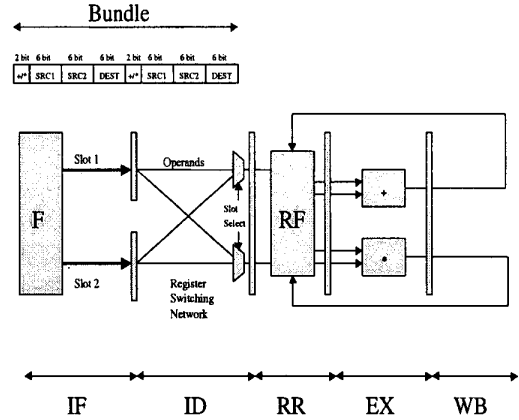 Bundle
2 bit 6 bit 6 bit 6 bit 2 bit 6 bit 6 bit 6 bit
+/* SRC1 SRC2 DEST +/* SRC1 SRC2 DEST
Slot 1
Operands
F
Slot
Select
RF
+
*
Slot 2
Register
Switching
Network
IF ID RR EX WB